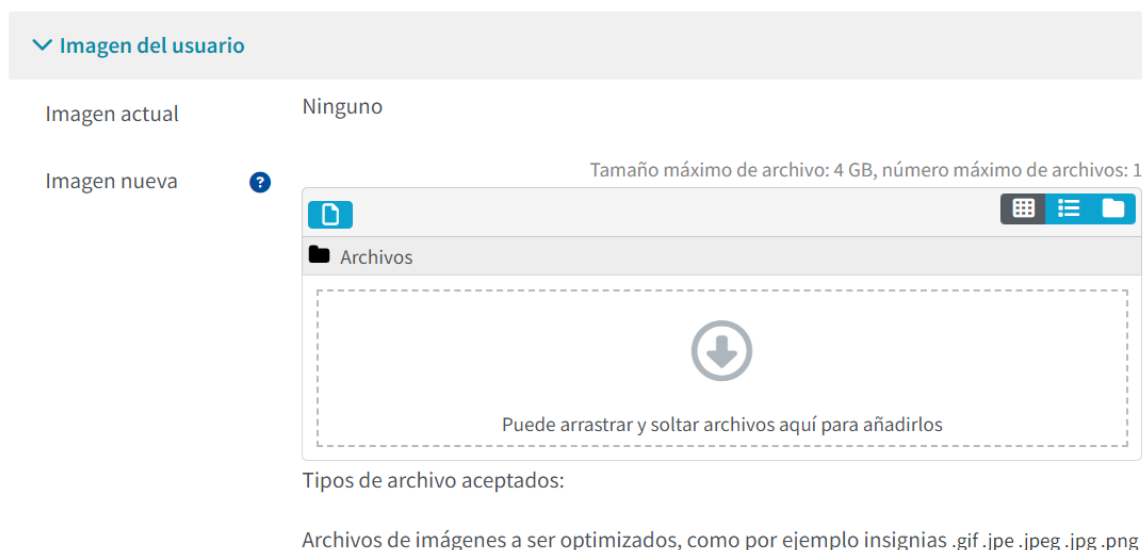 Imagen del usuario
Imagen actual
Ninguno
Imagen nueva
?
Tamaño máximo de archivo: 4 GB, número máximo de archivos: 1
Archivos
Puede arrastrar y soltar archivos aquí para añadirlos
Tipos de archivo aceptados:
Archivos de imágenes a ser optimizados, como por ejemplo insignias .gif .jpe .jpeg .jpg .png